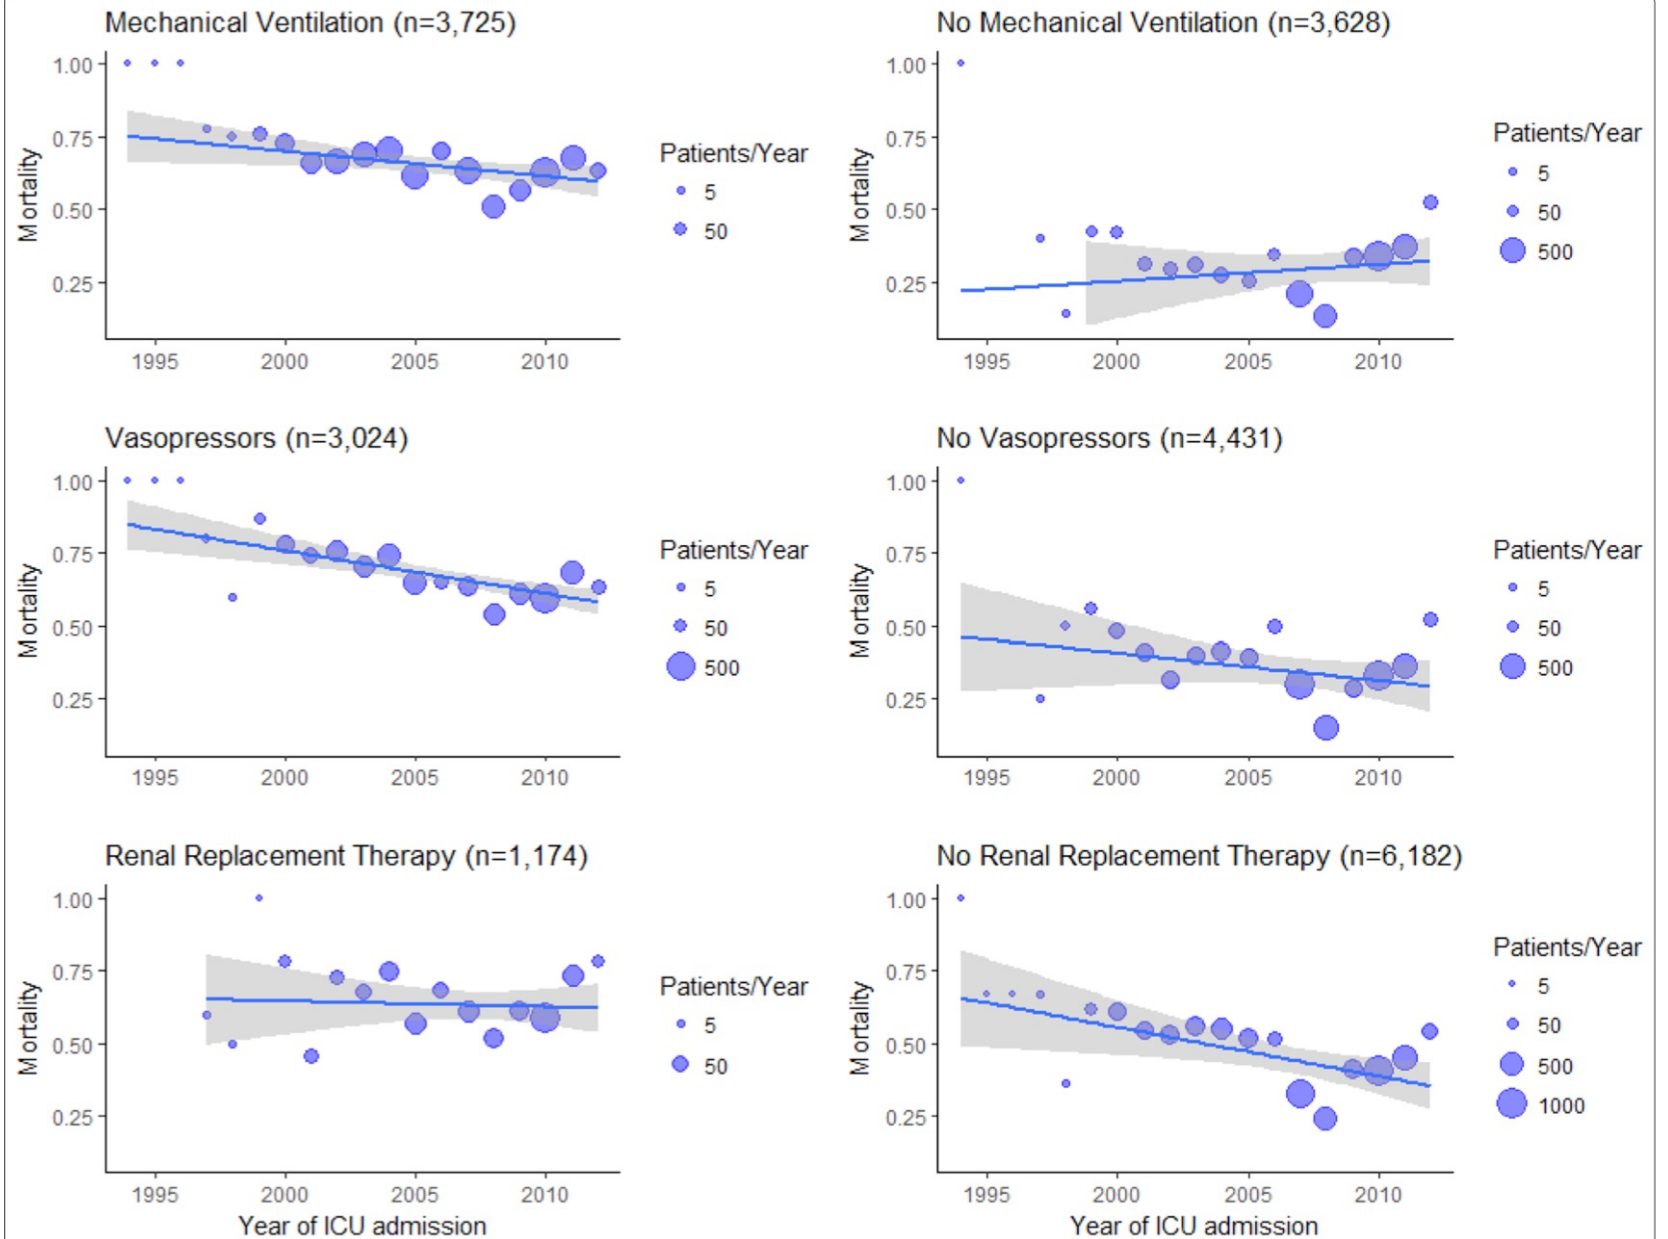 Mechanical Ventilation (n=3,725)
1.00
0.75
0.50
0.25
Mortality
1995 2000 2005 2010
Patients/Year
5
50
No Mechanical Ventilation (n=3,628)
1.00
0.75
0.50
0.25
Mortality
1995 2000 2005 2010
Patients/Year
5
50
500
Vasopressors (n=3,024)
1.00
0.75
0.50
0.25
Mortality
1995 2000 2005 2010
Patients/Year
5
50
500
No Vasopressors (n=4,431)
1.00
0.75
0.50
0.25
Mortality
1995 2000 2005 2010
Patients/Year
5
50
500
Renal Replacement Therapy (n=1,174)
1.00
0.75
0.50
0.25
Mortality
1995 2000 2005 2010
Year of ICU admission
Patients/Year
5
50
No Renal Replacement Therapy (n=6,182)
1.00
0.75
0.50
0.25
Mortality
1995 2000 2005 2010
Year of ICU admission
Patients/Year
5
50
500
1000